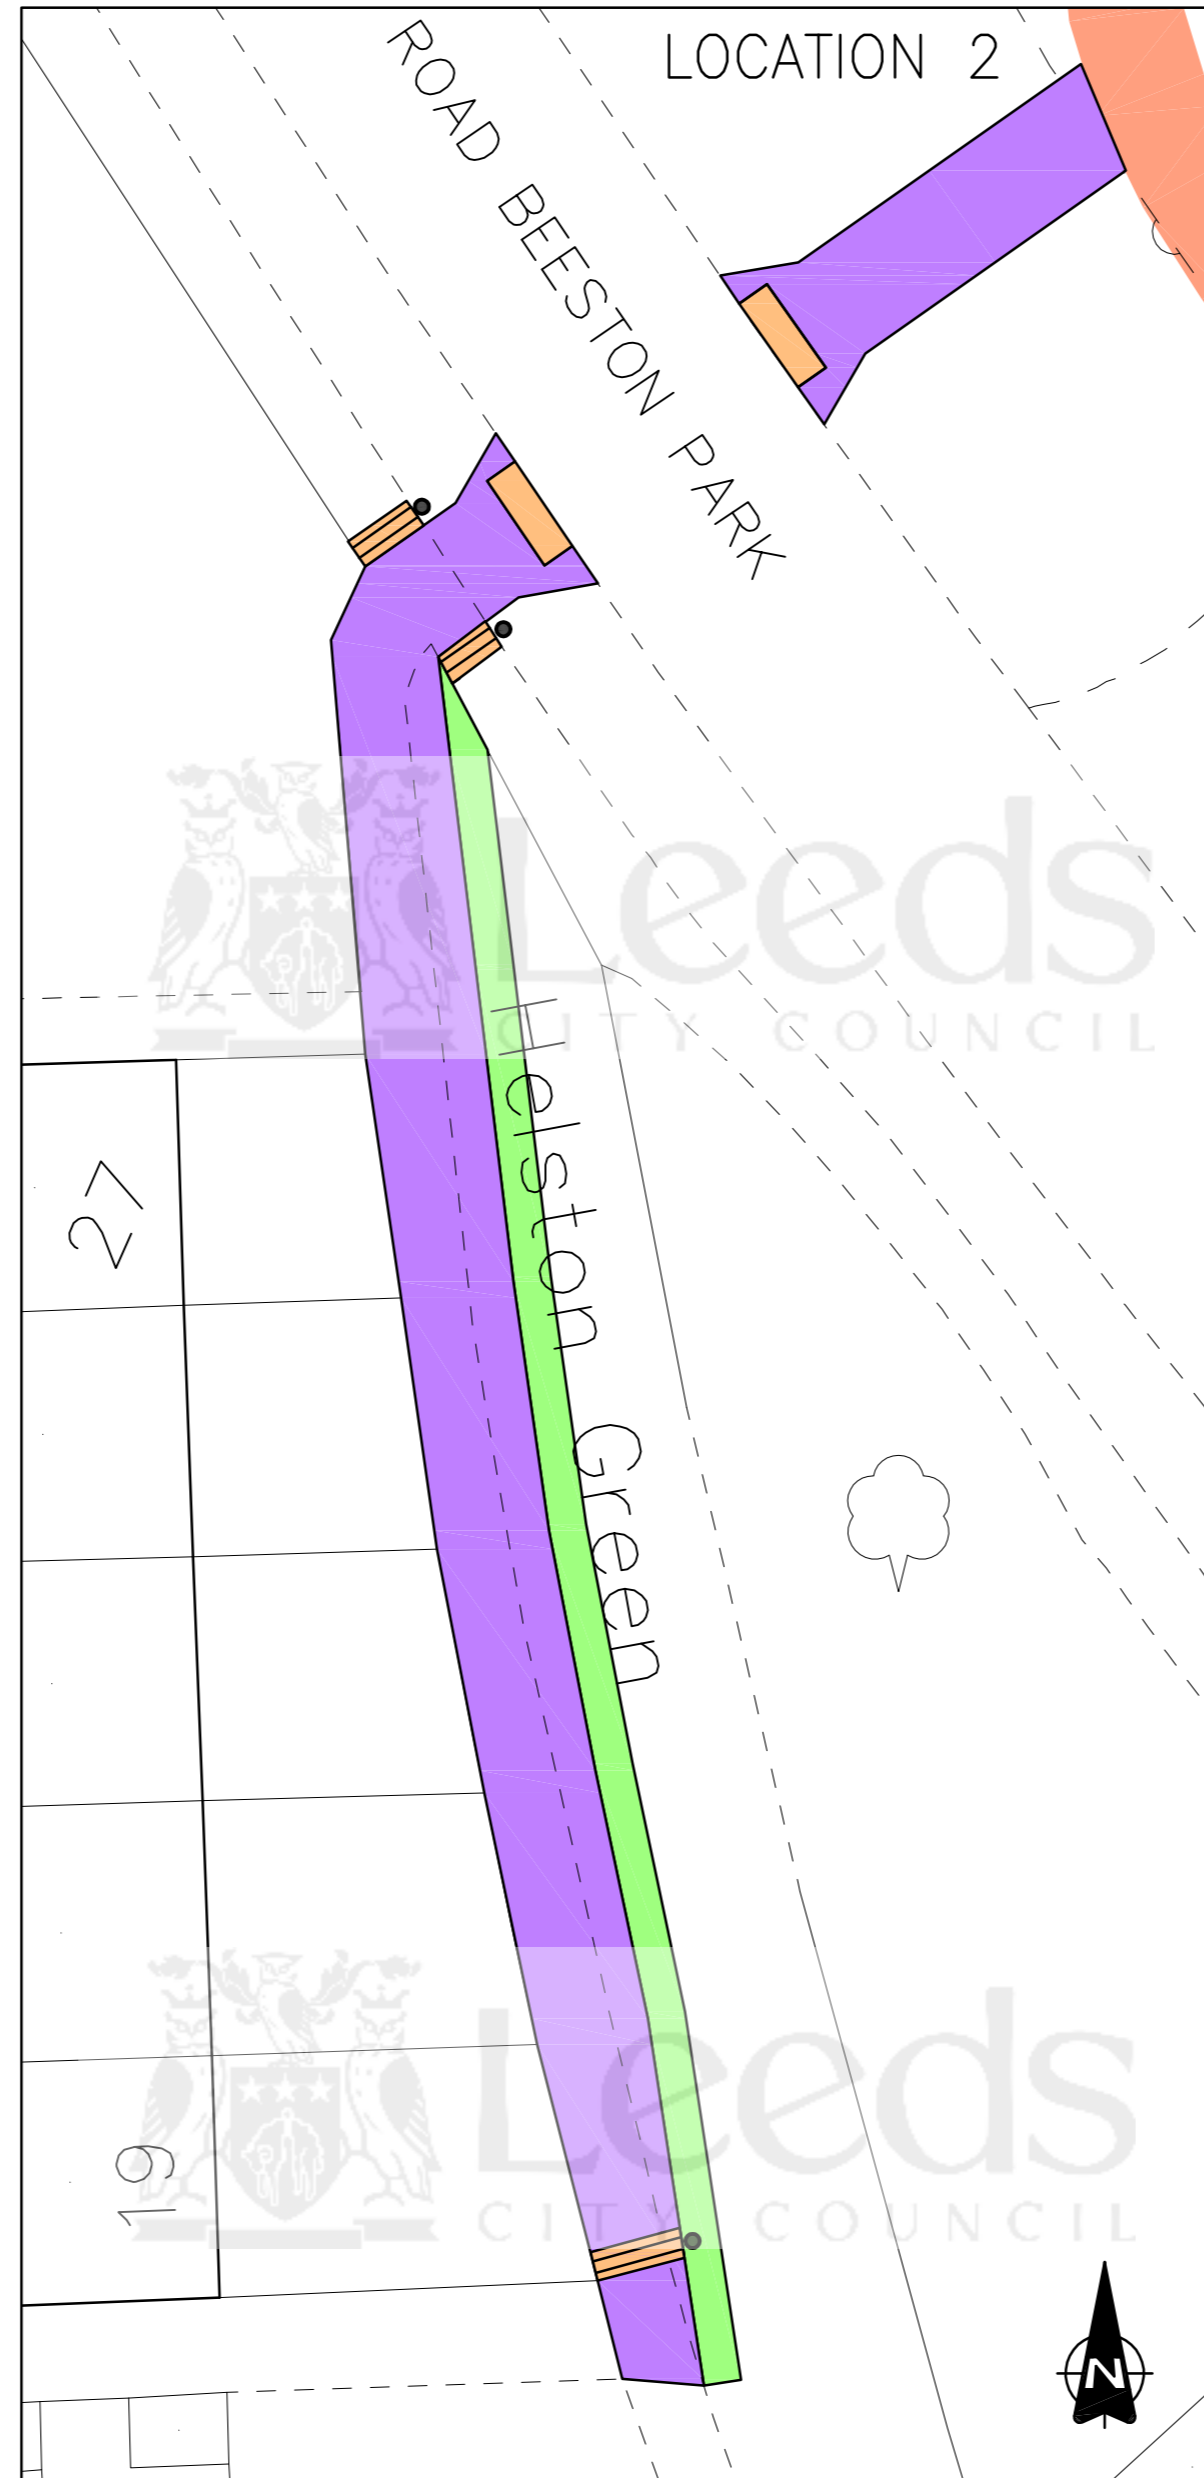 LOCATION 2
ROAD BEESTON PARK
Leeds
CITY COUNCIL
Helston Green
27
Leeds
CITY COUNCIL
19
N